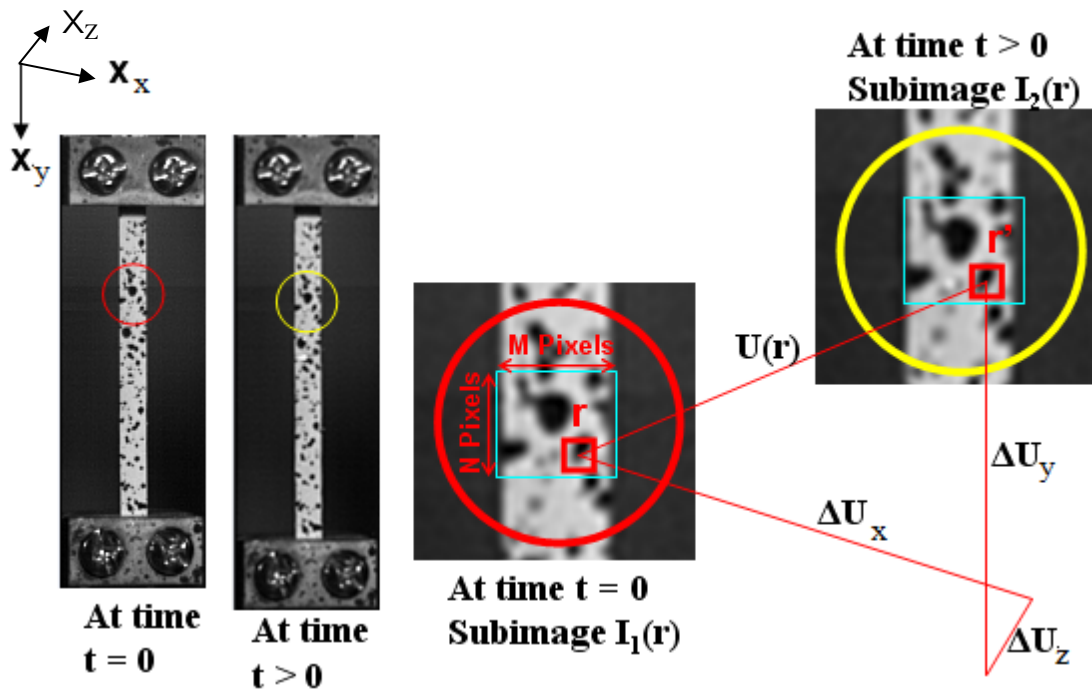 X_z
X_x
X_y
At time
t = 0
At time
t > 0
M Pixels
N Pixels
r
At time t = 0
Subimage I_1(r)
At time t > 0
Subimage I_2(r)
r'
U(r)
ΔU_x
ΔU_y
ΔU_z